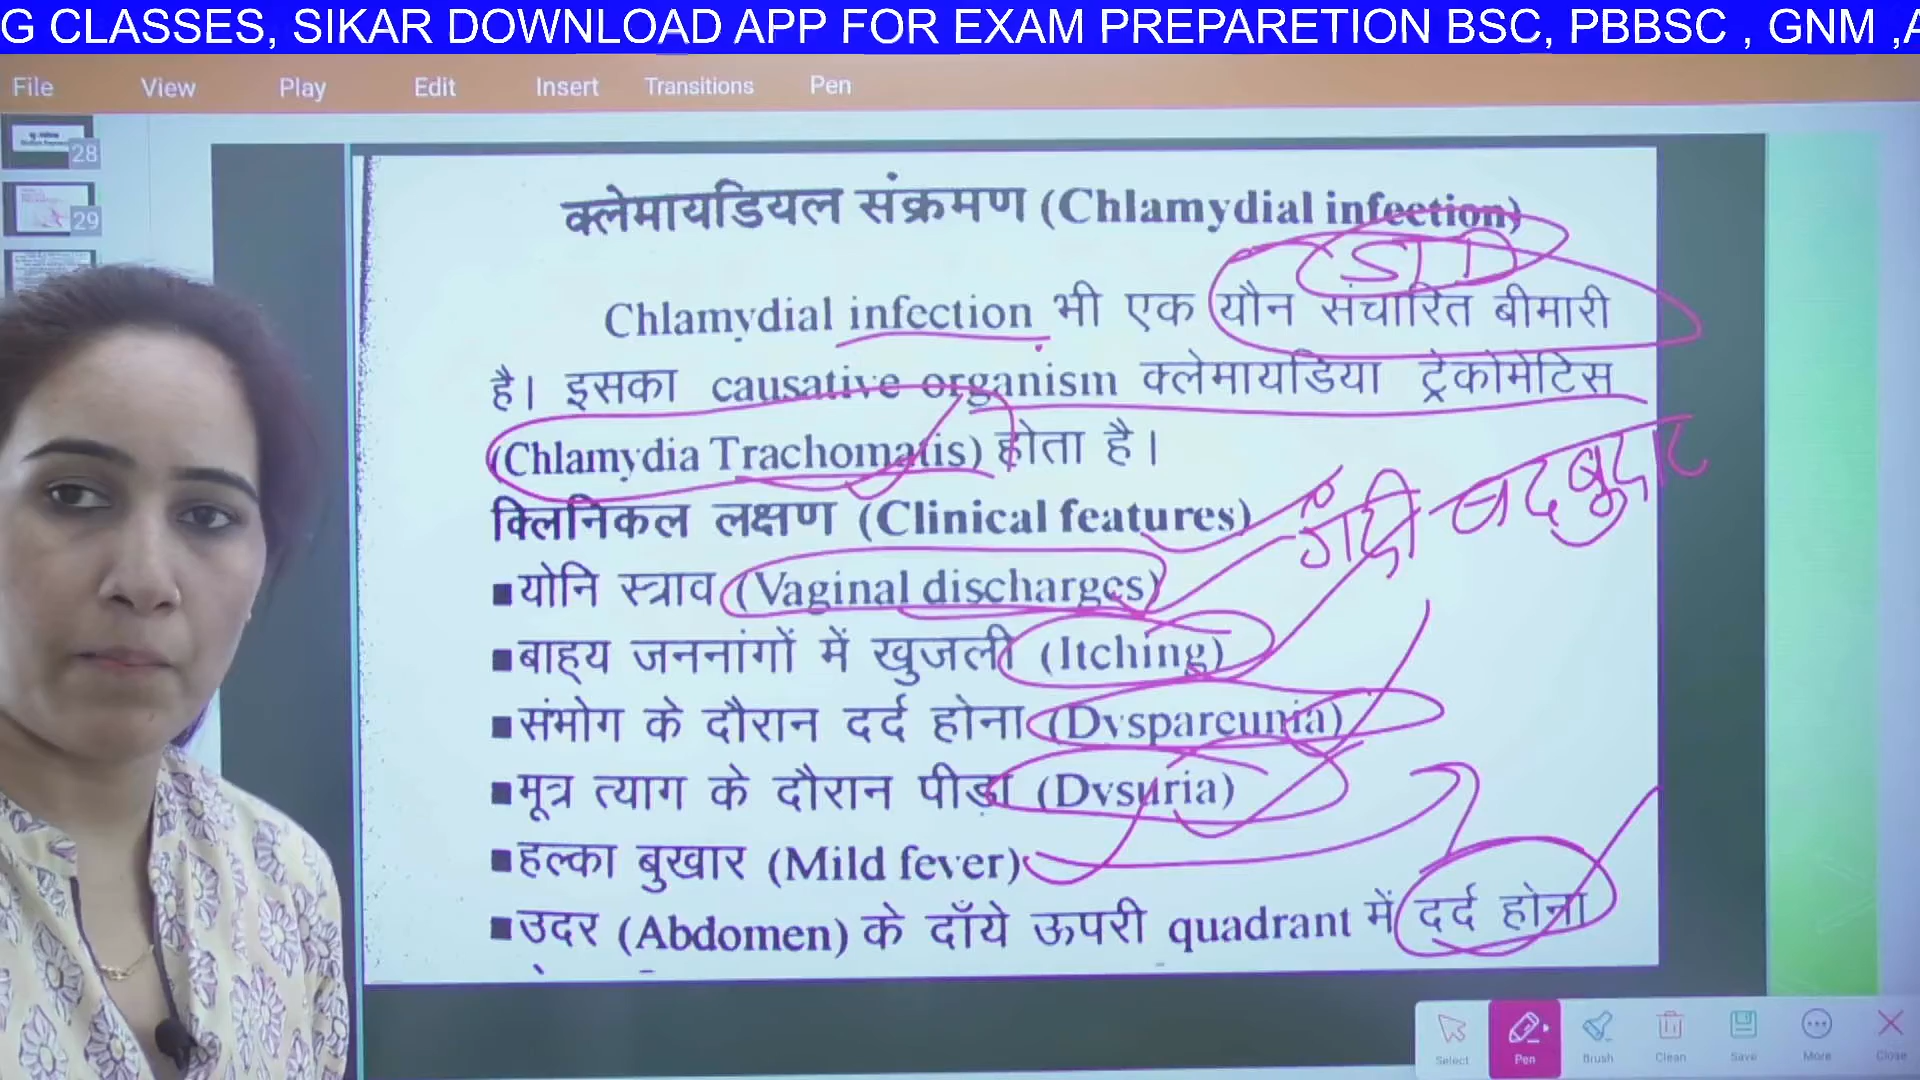 G CLASSES, SIKAR DOWNLOAD APP FOR EXAM PREPARETION BSC, PBBSC , GNM ,A
File View Play Edit Insert Transitions Pen
28
29
क्लेमायडियल संक्रमण (Chlamydial infection)
STD
Chlamydial infection भी एक यौन संचारित बीमारी
है। इसका causative organism क्लेमायडिया ट्रेकोमेटिस
(Chlamydia Trachomatis) होता है।
क्लिनिकल लक्षण (Clinical features)
बदबूदार
■योनि स्त्राव (Vaginal discharges)
■बाह्य जननांगों में खुजली (Itching)
■संभोग के दौरान दर्द होना (Dysparcunia)
■मूत्र त्याग के दौरान पीड़ा (Dysuria)
■हल्का बुखार (Mild fever)
■उदर (Abdomen) के दाँये ऊपरी quadrant में दर्द होना
Select Pen Brush Clean Save More Close